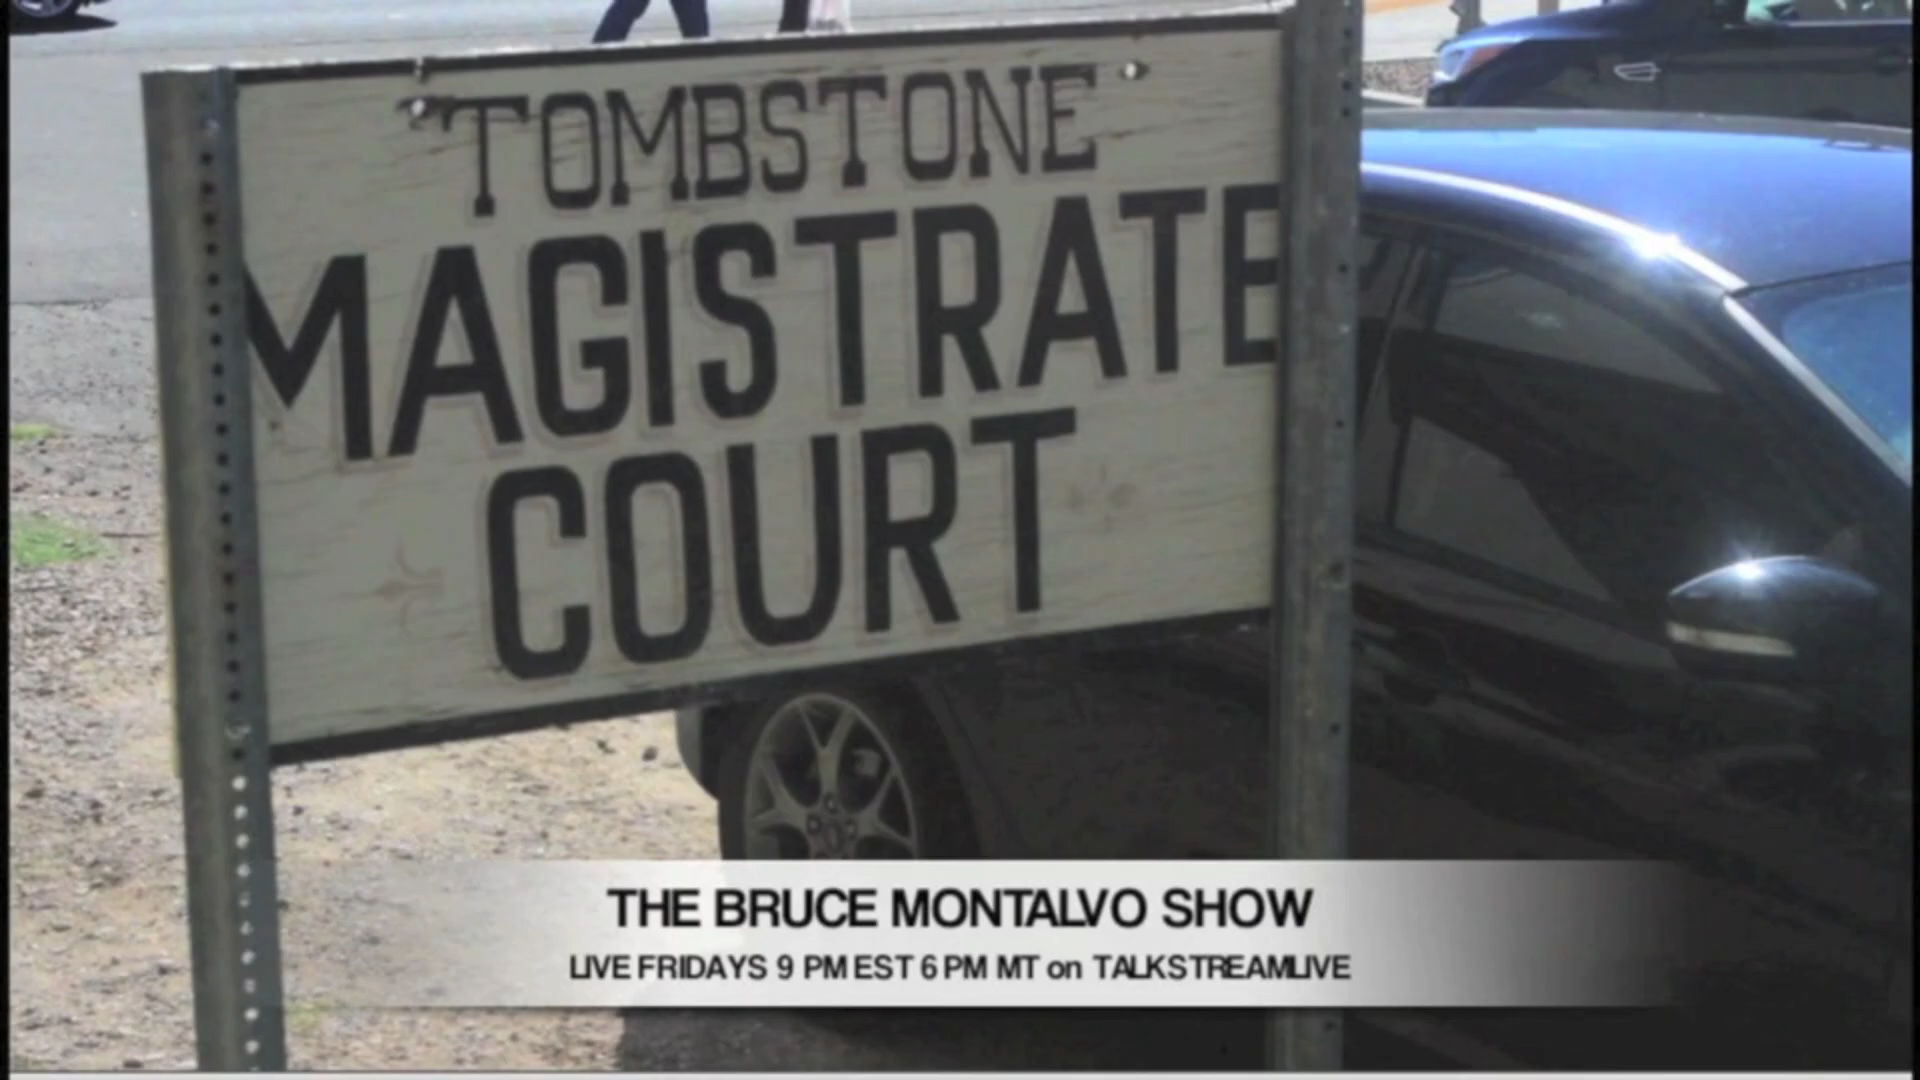 TOMBSTONE
MAGISTRATE
COURT
THE BRUCE MONTALVO SHOW
LIVE FRIDAYS 9 PM EST 6 PM MT on TALKSTREAMLIVE